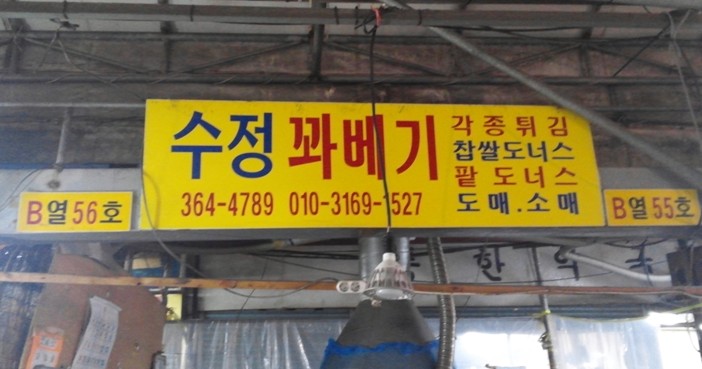 수정 꽈베기
364-4789 010-3169-1527
각종튀김
찹쌀도너스
팥 도너스
도매.소매
B열56호
B열55호